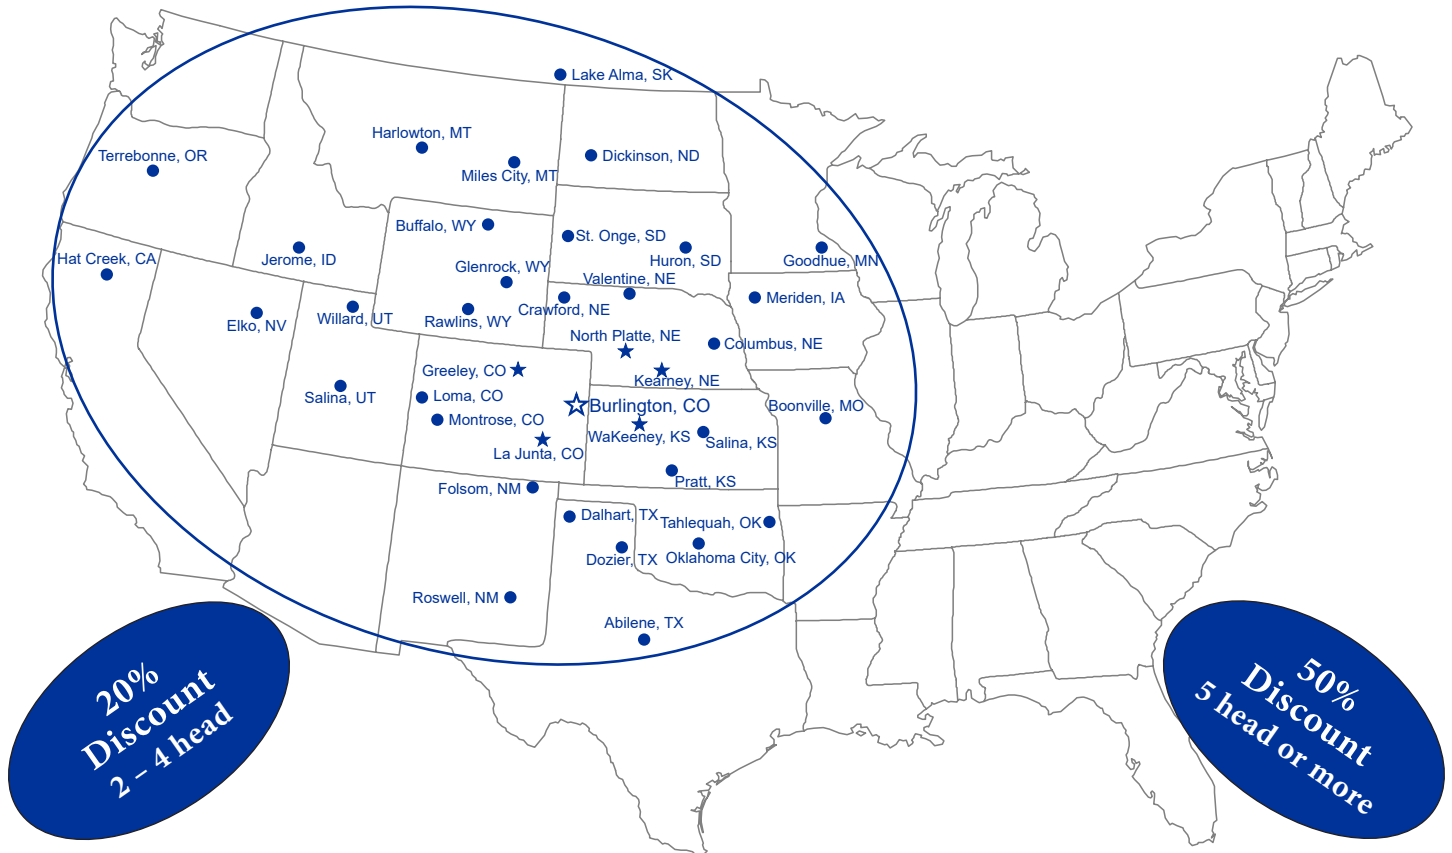 Lake Alma, SK
Harlowton, MT
Terrebonne, OR
Dickinson, ND
Miles City, MT
Buffalo, WY
St. Onge, SD
Hat Creek, CA
Jerome, ID
Huron, SD
Goodhue, MN
Glenrock, WY
Valentine, NE
Meriden, IA
Crawford, NE
Elko, NV
Willard, UT
Rawlins, WY
North Platte, NE
Columbus, NE
Greeley, CO
Kearney, NE
Salina, UT
Loma, CO
Burlington, CO
Boonville, MO
Montrose, CO
WaKeeney, KS
Salina, KS
La Junta, CO
Pratt, KS
Folsom, NM
Dalhart, TX
Tahlequah, OK
Dozier, TX
Oklahoma City, OK
Roswell, NM
Abilene, TX
20%
Discount
2 – 4 head
50%
Discount
5 head or more